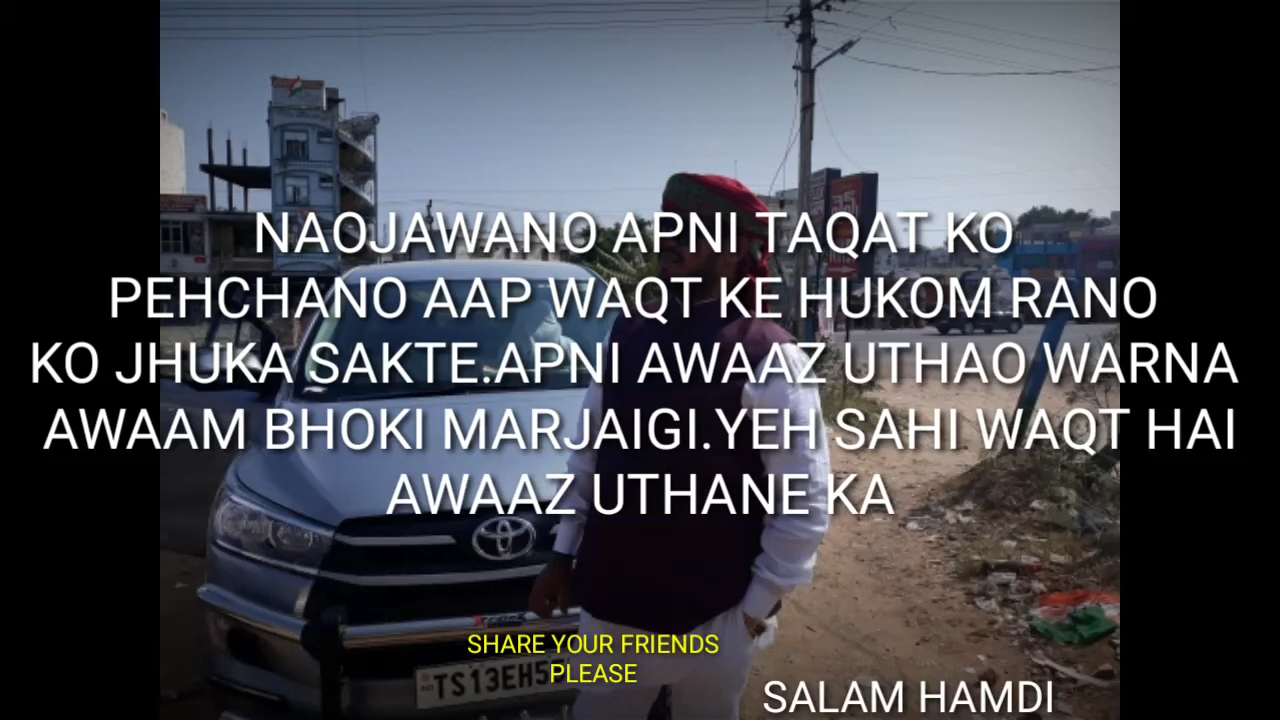 NAOJAWANO APNI TAQAT KO
PEHCHANO AAP WAQT KE HUKOM RANO
KO JHUKA SAKTE.APNI AWAAZ UTHAO WARNA
AWAAM BHOKI MARJAIGI.YEH SAHI WAQT HAI
AWAAZ UTHANE KA
SHARE YOUR FRIENDS
PLEASE
TS13EH5
SALAM HAMDI